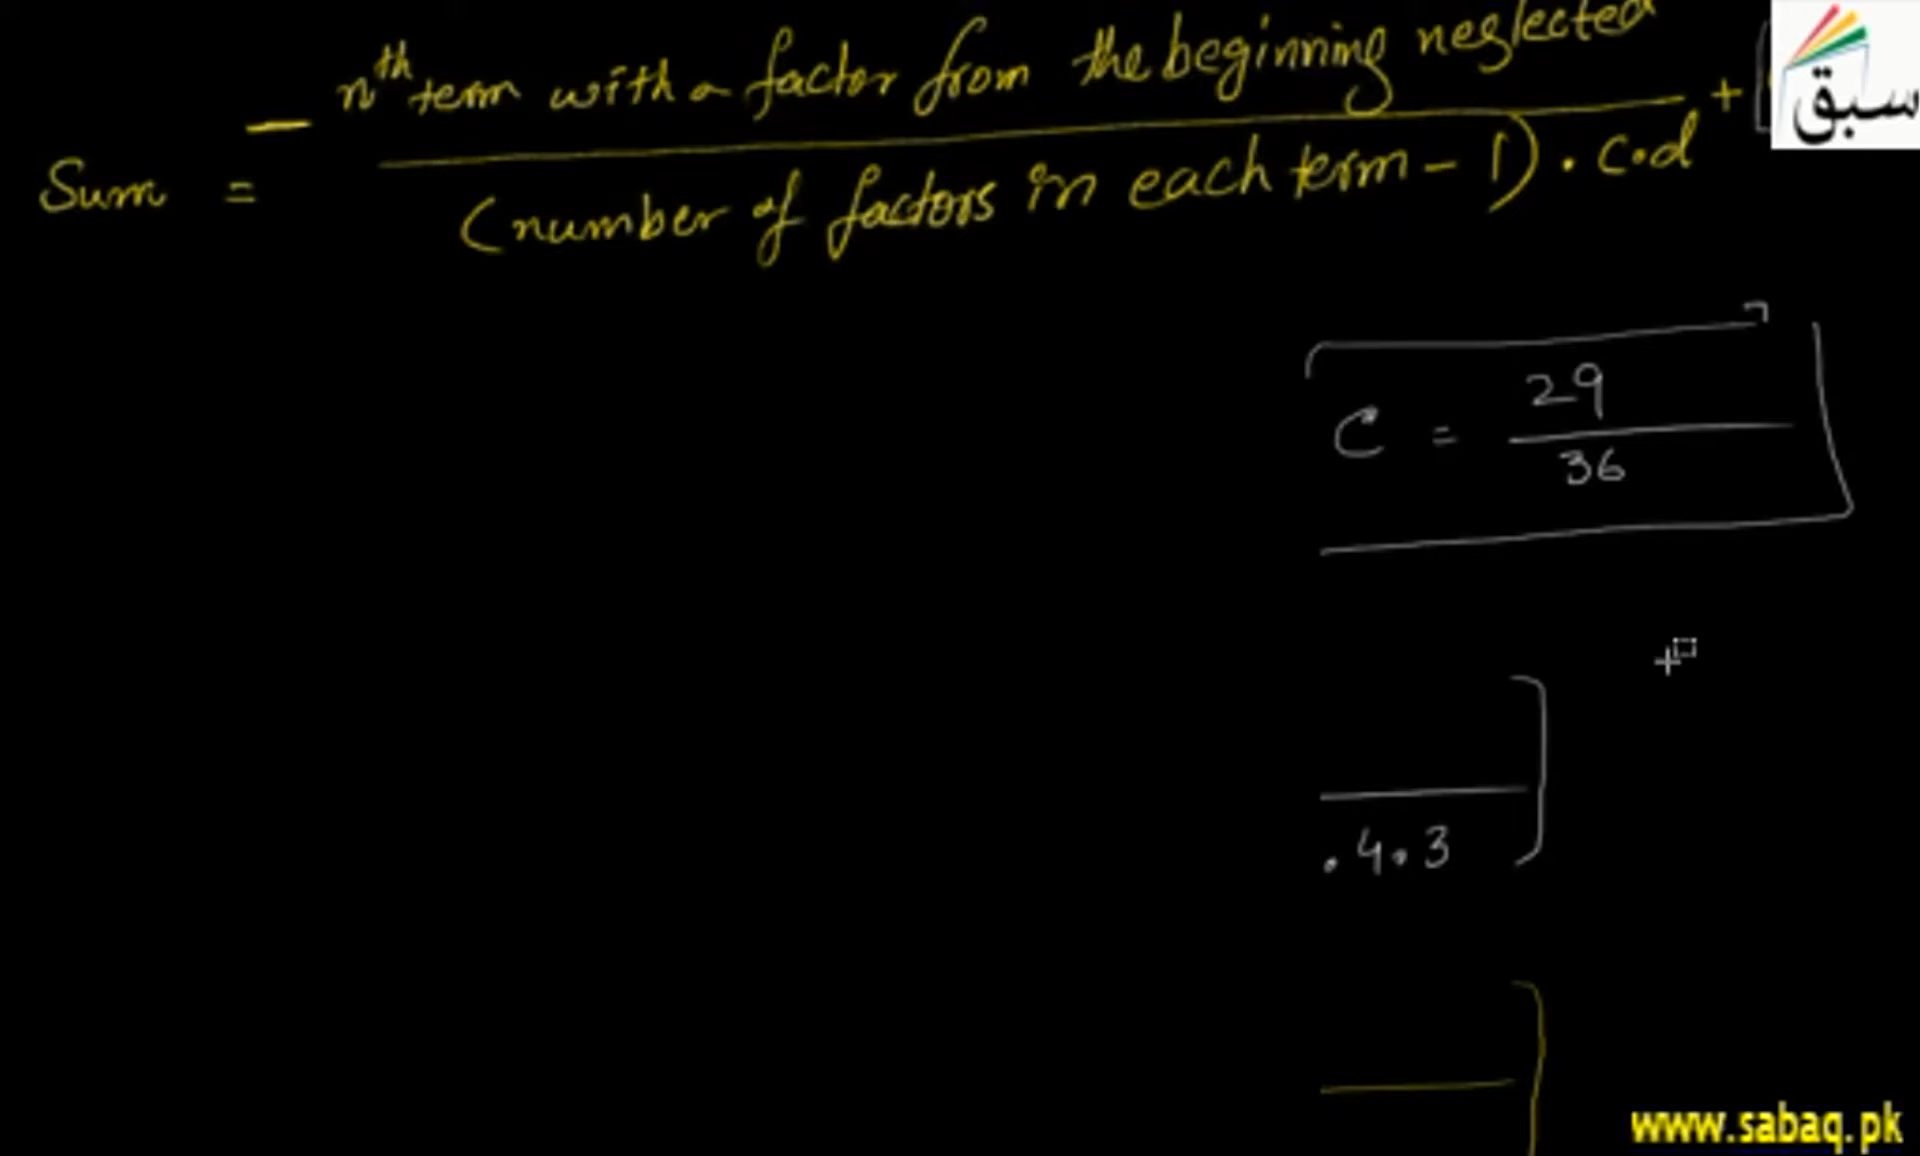 nth term with a factor from the beginning neglected
Sum = − +
(number of factors in each term - 1) . C.d
سبق
C = 29
36
. 4 . 3
www.sabaq.pk